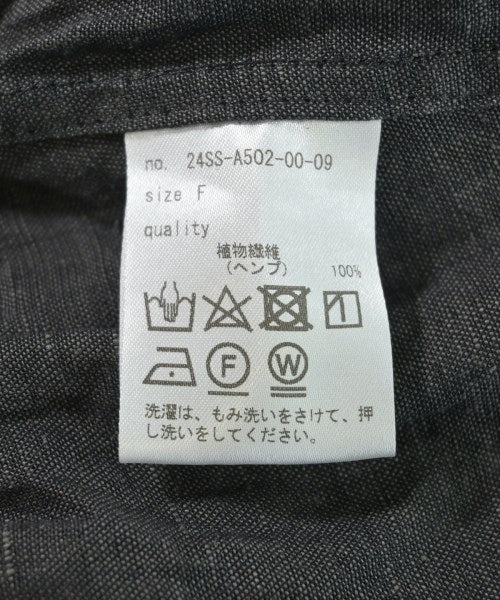 no. 24SS-A502-00-09
size F
quality
植物繊維
（ヘンプ） 100%
F W
洗濯は、もみ洗いをさけて、押
し洗いをしてください。